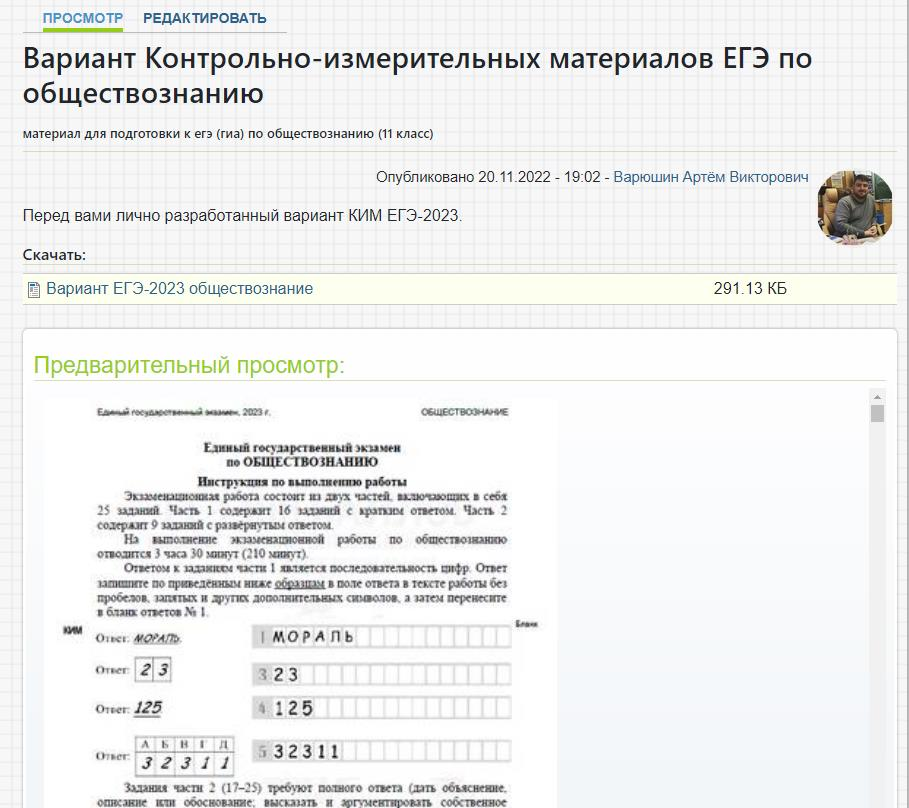 ПРОСМОТР РЕДАКТИРОВАТЬ
Вариант Контрольно-измерительных материалов ЕГЭ по
обществознанию
материал для подготовки к егэ (гиа) по обществознанию (11 класс)
Опубликовано 20.11.2022 - 19:02 - Варюшин Артём Викторович
Перед вами лично разработанный вариант КИМ ЕГЭ-2023.
Скачать:
Вариант ЕГЭ-2023 обществознание 291.13 КБ
Предварительный просмотр:
Единый государственный экзамен, 2023 г. ОБЩЕСТВОЗНАНИЕ
Единый государственный экзамен
по ОБЩЕСТВОЗНАНИЮ
Инструкция по выполнению работы
Экзаменационная работа состоит из двух частей, включающих в себя
25 заданий. Часть 1 содержит 16 заданий с кратким ответом. Часть 2
содержит 9 заданий с развёрнутым ответом.
На выполнение экзаменационной работы по обществознанию
отводится 3 часа 30 минут (210 минут).
Ответом к заданиям части 1 является последовательность цифр. Ответ
запишите по приведённым ниже образцам в поле ответа в тексте работы без
пробелов, запятых и других дополнительных символов, а затем перенесите
в бланк ответов № 1.
КИМ Бланк
Ответ: МОРАЛЬ. 1 МОРАЛЬ
Ответ: 2 3 3 23
Ответ: 125 4 125
А Б В Г Д
Ответ: 3 2 3 1 1 5 32311
Задания части 2 (17–25) требуют полного ответа (дать объяснение,
описание или обоснование; высказать и аргументировать собственное